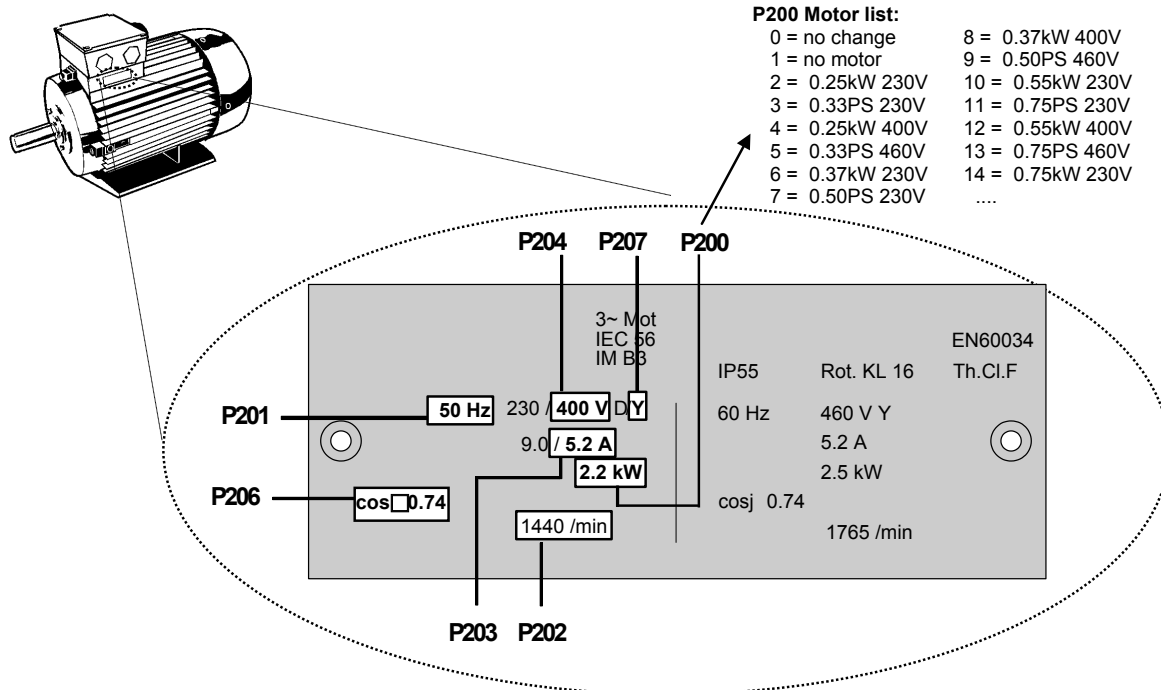 P200 Motor list:
0 = no change
1 = no motor
2 = 0.25kW 230V
3 = 0.33PS 230V
4 = 0.25kW 400V
5 = 0.33PS 460V
6 = 0.37kW 230V
7 = 0.50PS 230V
8 = 0.37kW 400V
9 = 0.50PS 460V
10 = 0.55kW 230V
11 = 0.75PS 230V
12 = 0.55kW 400V
13 = 0.75PS 460V
14 = 0.75kW 230V
....
P204 P207 P200
3~ Mot
IEC 56
IM B3
EN60034
IP55 Rot. KL 16 Th.Cl.F
P201
50 Hz 230 / 400 V D/Y 60 Hz 460 V Y
9.0 / 5.2 A 5.2 A
2.2 kW 2.5 kW
P206
cos□0.74 cosj 0.74
1440 /min 1765 /min
P203 P202